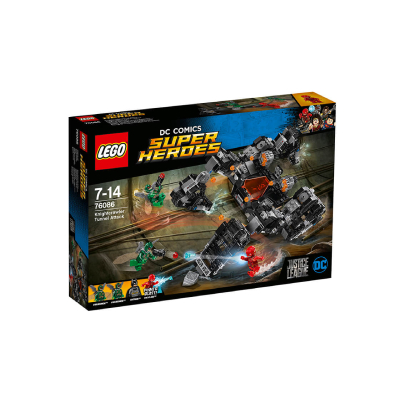 LEGO
DC COMICS
SUPER
HEROES
7-14
76086
Knightcrawler
Tunnel Attack
JUSTICE
LEAGUE
DC